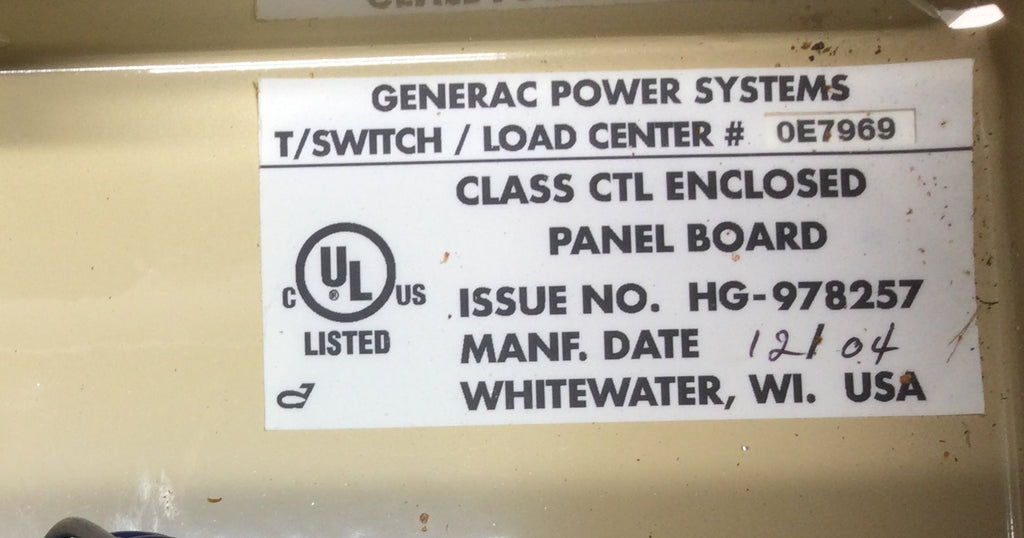 GENERAC POWER SYSTEMS
T/SWITCH / LOAD CENTER # 0E7969
CLASS CTL ENCLOSED
PANEL BOARD
C UL ® US
LISTED
ISSUE NO. HG-978257
MANF. DATE 12/04
WHITEWATER, WI. USA